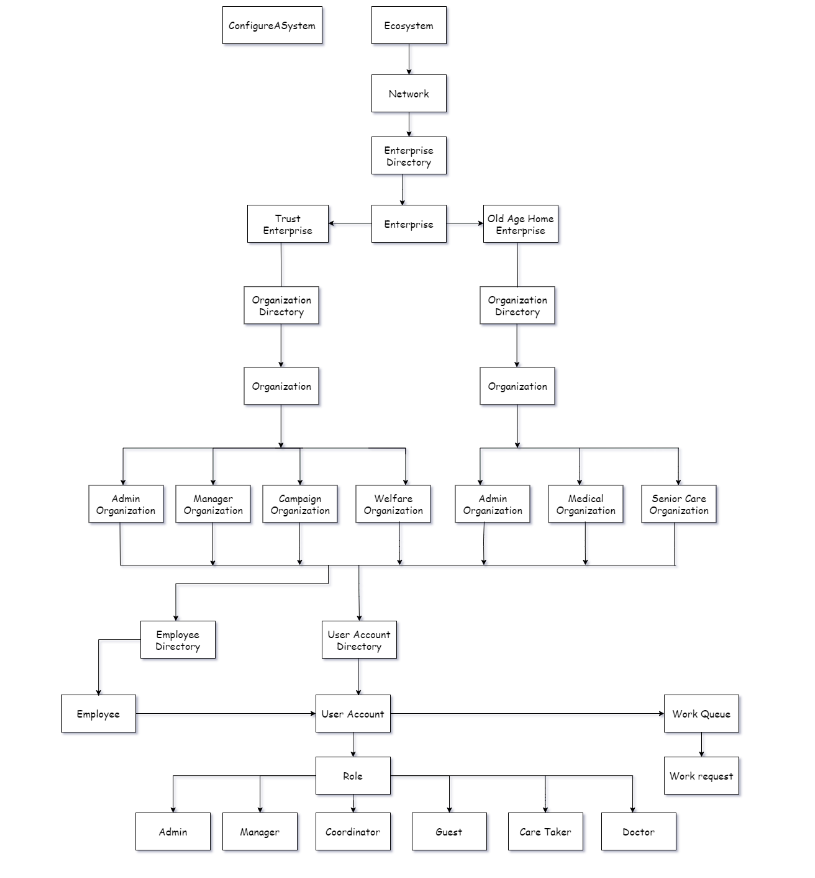 ConfigureASystem
Ecosystem
Network
Enterprise
Directory
Trust
Enterprise
Enterprise
Old Age Home
Enterprise
Organization
Directory
Organization
Directory
Organization
Organization
Admin
Organization
Manager
Organization
Campaign
Organization
Welfare
Organization
Admin
Organization
Medical
Organization
Senior Care
Organization
Employee
Directory
User Account
Directory
Employee
User Account
Work Queue
Role
Work request
Admin
Manager
Coordinator
Guest
Care Taker
Doctor